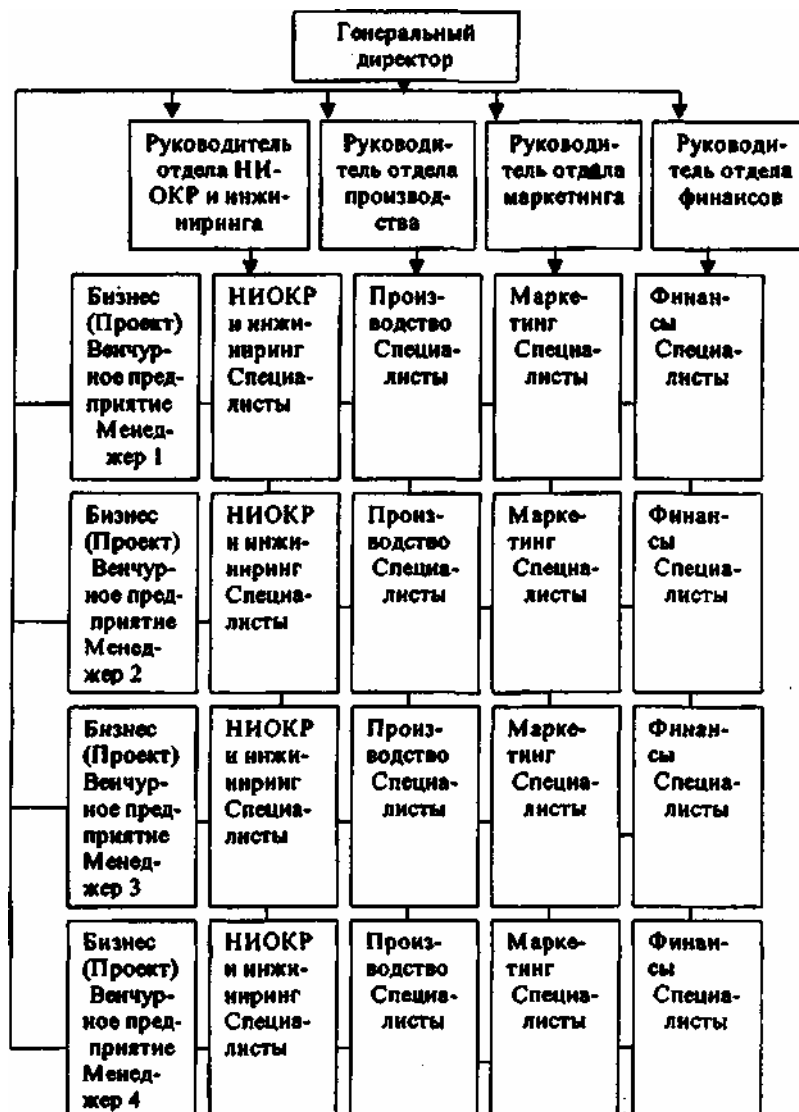 Генеральный
директор
Руководитель
отдела НИ-
ОКР и инжи-
ниринга
Руководи-
тель отдела
производ-
ства
Руководи-
тель отдела
маркетинга
Руководи-
тель отдела
финансов
Бизнес
(Проект)
Венчур-
ное пред-
приятие
Менед-
жер 1
НИОКР
и инжи-
ниринг
Специа-
листы
Произ-
водство
Специа-
листы
Марке-
тинг
Специа-
листы
Финан-
сы
Специа-
листы
Бизнес
(Проект)
Венчур-
ное пред-
приятие
Менед-
жер 2
НИОКР
и инжи-
ниринг
Специа-
листы
Произ-
водство
Специа-
листы
Марке-
тинг
Специа-
листы
Финан-
сы
Специа-
листы
Бизнес
(Проект)
Венчур-
ное пред-
приятие
Менед-
жер 3
НИОКР
и инжи-
ниринг
Специа-
листы
Произ-
водство
Специа-
листы
Марке-
тинг
Специа-
листы
Финан-
сы
Специа-
листы
Бизнес
(Проект)
Венчур-
ное пред-
приятие
Менед-
жер 4
НИОКР
и инжи-
ниринг
Специа-
листы
Произ-
водство
Специа-
листы
Марке-
тинг
Специа-
листы
Финан-
сы
Специа-
листы